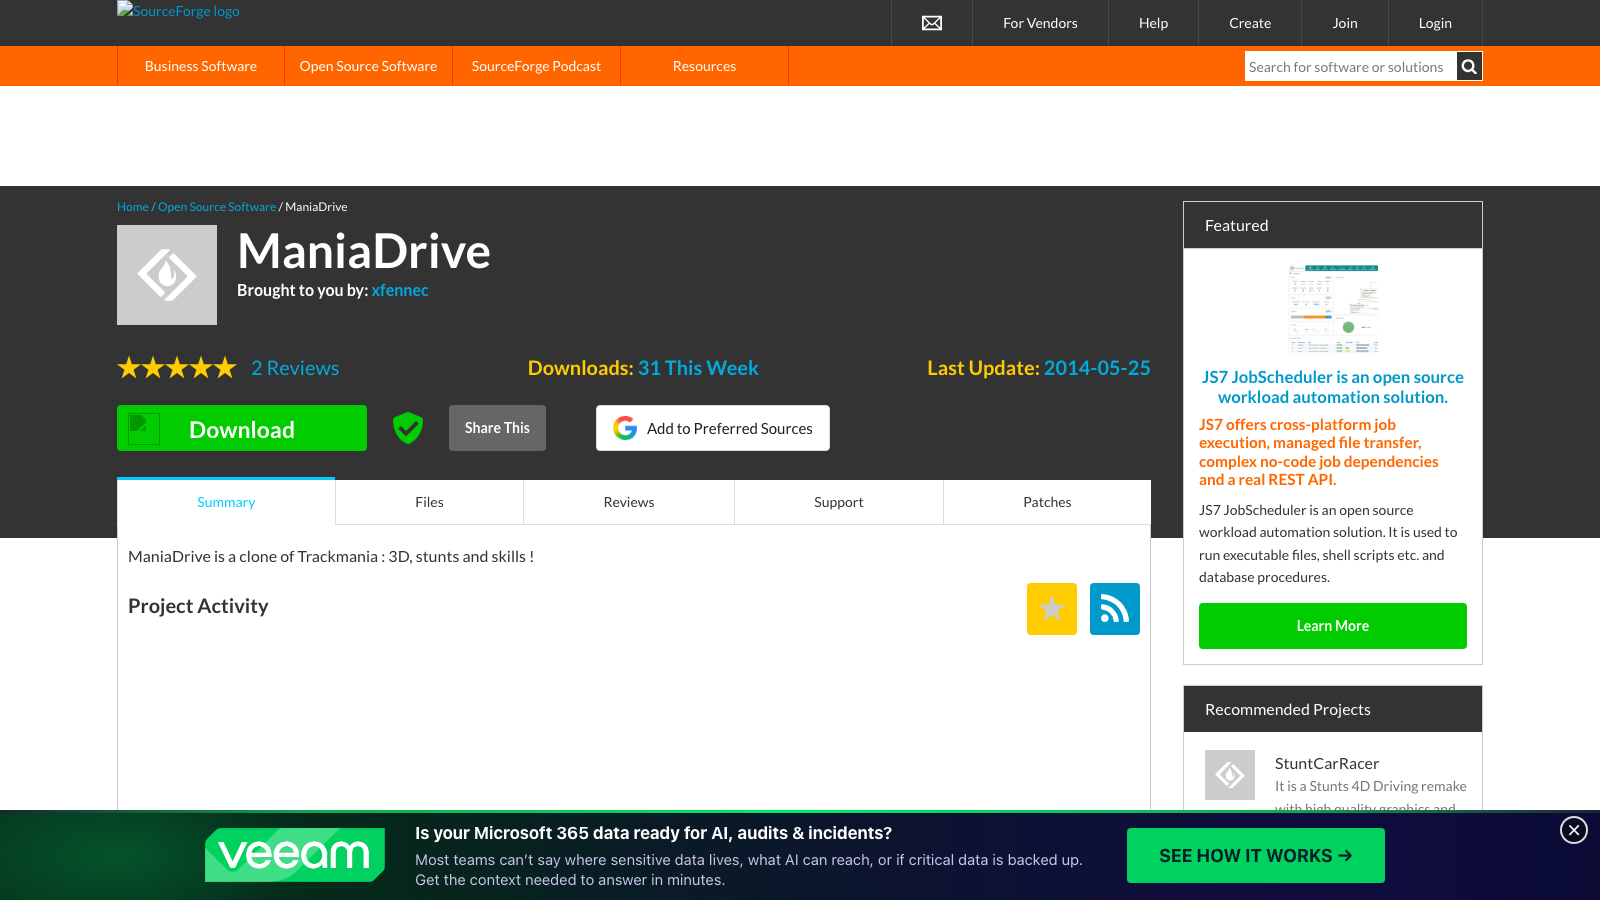 SourceForge logo
For Vendors
Help
Create
Join
Login
Business Software
Open Source Software
SourceForge Podcast
Resources
Search for software or solutions
Home / Open Source Software / ManiaDrive
ManiaDrive
Brought to you by: xfennec
2 Reviews
Downloads: 31 This Week
Last Update: 2014-05-25
Download
Share This
Add to Preferred Sources
Summary
Files
Reviews
Support
Patches
ManiaDrive is a clone of Trackmania : 3D, stunts and skills !
Project Activity
Featured
JS7 JobScheduler is an open source
workload automation solution.
JS7 offers cross-platform job
execution, managed file transfer,
complex no-code job dependencies
and a real REST API.
JS7 JobScheduler is an open source
workload automation solution. It is used to
run executable files, shell scripts etc. and
database procedures.
Learn More
Recommended Projects
StuntCarRacer
It is a Stunts 4D Driving remake
with high quality graphics and
veeam
Is your Microsoft 365 data ready for AI, audits & incidents?
Most teams can't say where sensitive data lives, what AI can reach, or if critical data is backed up.
Get the context needed to answer in minutes.
SEE HOW IT WORKS →